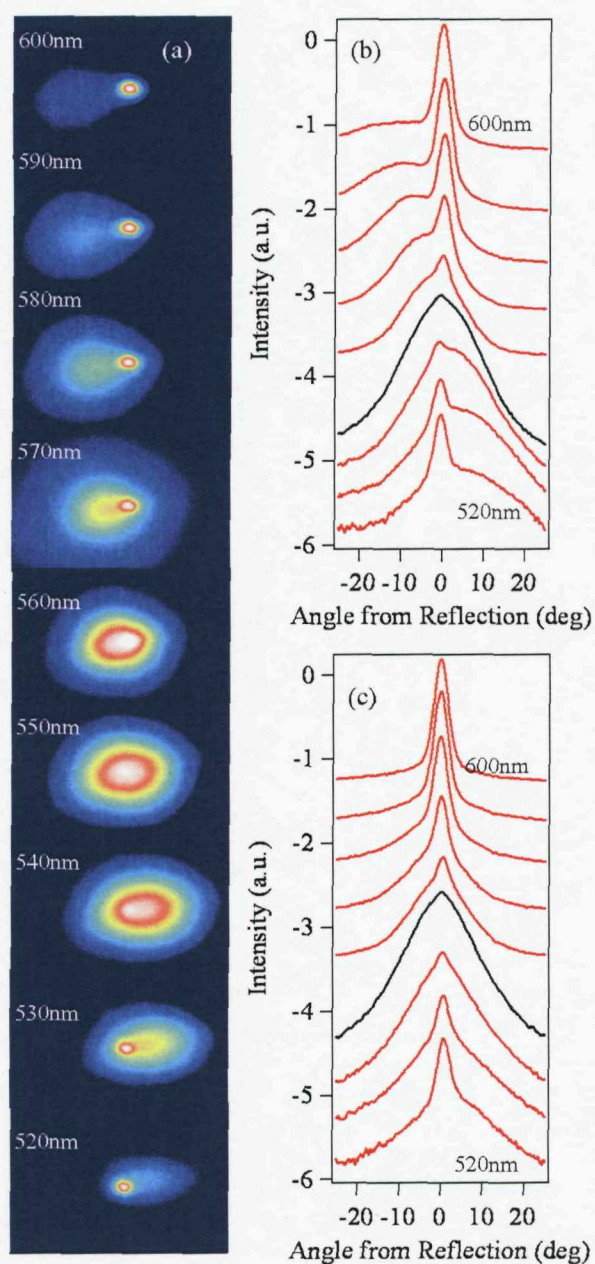 (a)
600nm
590nm
580nm
570nm
560nm
550nm
540nm
530nm
520nm
(b)
0
-1
-2
-3
-4
-5
-6
Intensity (a.u.)
600nm
520nm
-20 -10 0 10 20
Angle from Reflection (deg)
(c)
0
-1
-2
-3
-4
-5
-6
Intensity (a.u.)
600nm
520nm
-20 -10 0 10 20
Angle from Reflection (deg)